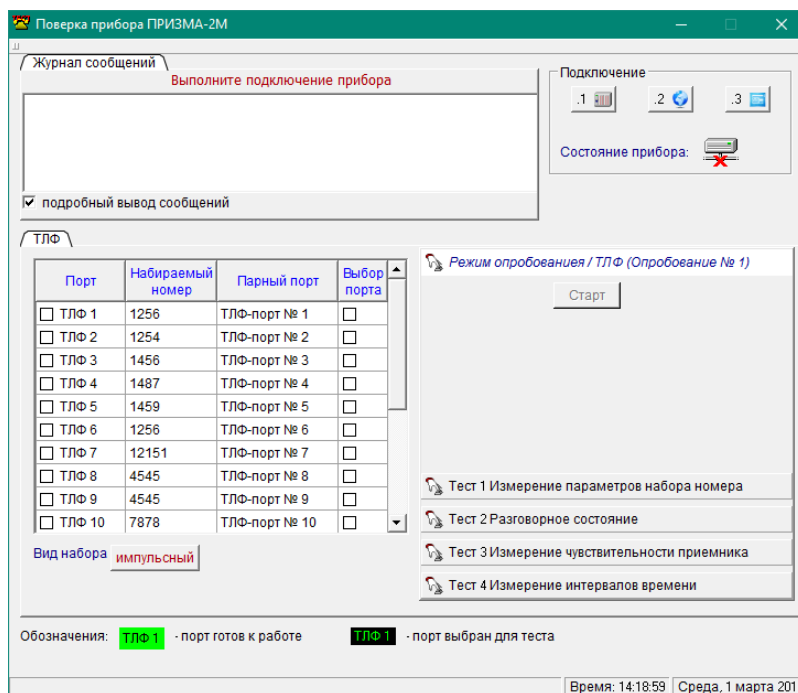 Поверка прибора ПРИЗМА-2М
Журнал сообщений
Выполните подключение прибора
подробный вывод сообщений
Подключение
.1 .2 .3
Состояние прибора:
ТЛФ
Порт Набираемый номер Парный порт Выбор порта
ТЛФ 1 1256 ТЛФ-порт № 1
ТЛФ 2 1254 ТЛФ-порт № 2
ТЛФ 3 1456 ТЛФ-порт № 3
ТЛФ 4 1487 ТЛФ-порт № 4
ТЛФ 5 1459 ТЛФ-порт № 5
ТЛФ 6 1256 ТЛФ-порт № 6
ТЛФ 7 12151 ТЛФ-порт № 7
ТЛФ 8 4545 ТЛФ-порт № 8
ТЛФ 9 4545 ТЛФ-порт № 9
ТЛФ 10 7878 ТЛФ-порт № 10
Вид набора импульсный
Режим опробованиея / ТЛФ (Опробование № 1)
Старт
Тест 1 Измерение параметров набора номера
Тест 2 Разговорное состояние
Тест 3 Измерение чувствительности приемника
Тест 4 Измерение интервалов времени
Обозначения: ТЛФ 1 - порт готов к работе ТЛФ 1 - порт выбран для теста
Время: 14:18:59 Среда, 1 марта 201